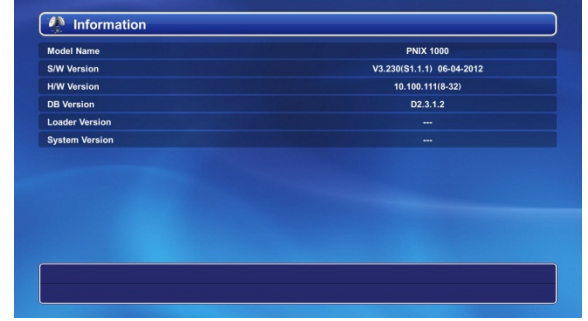 Information
Model Name PNIX 1000
S/W Version V3.230(S1.1.1) 06-04-2012
H/W Version 10.100.111(8-32)
DB Version D2.3.1.2
Loader Version ---
System Version ---